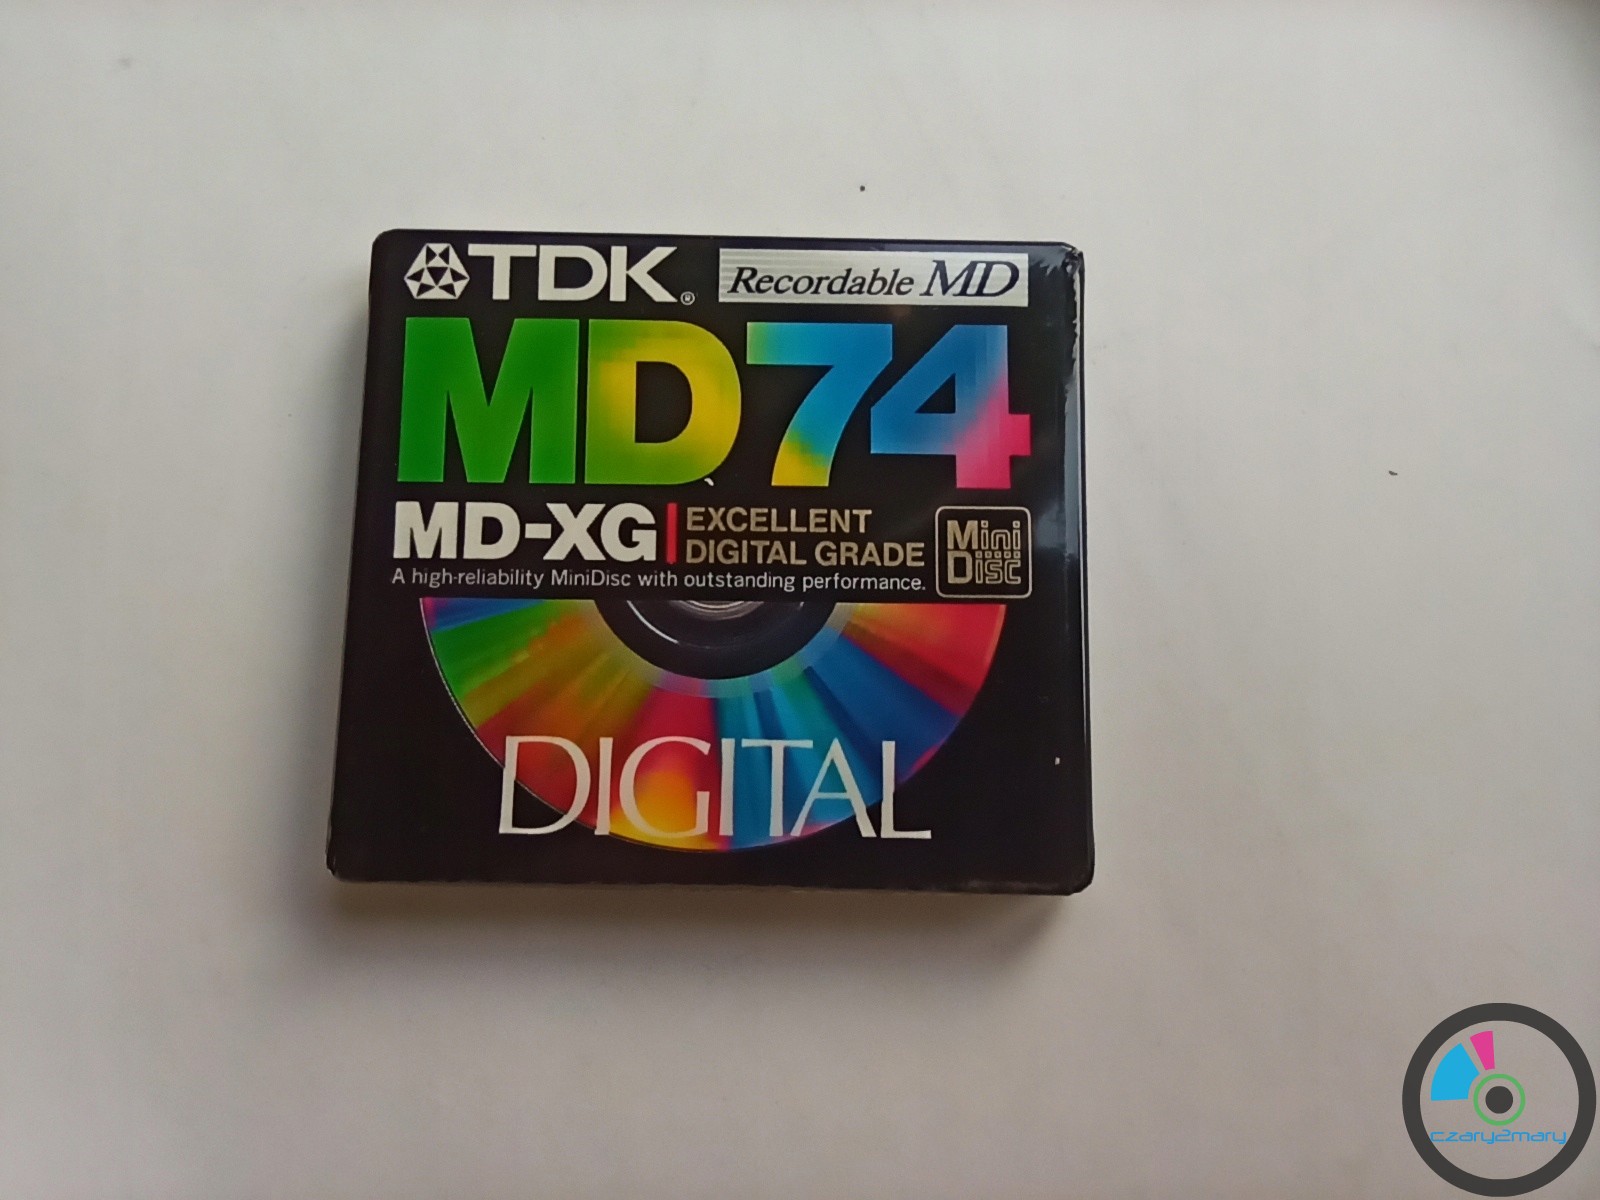 TDK®
Recordable MD
MD74
MD-XG EXCELLENT
DIGITAL GRADE
Mini
Disc
A high-reliability MiniDisc with outstanding performance.
DIGITAL
czary2mary